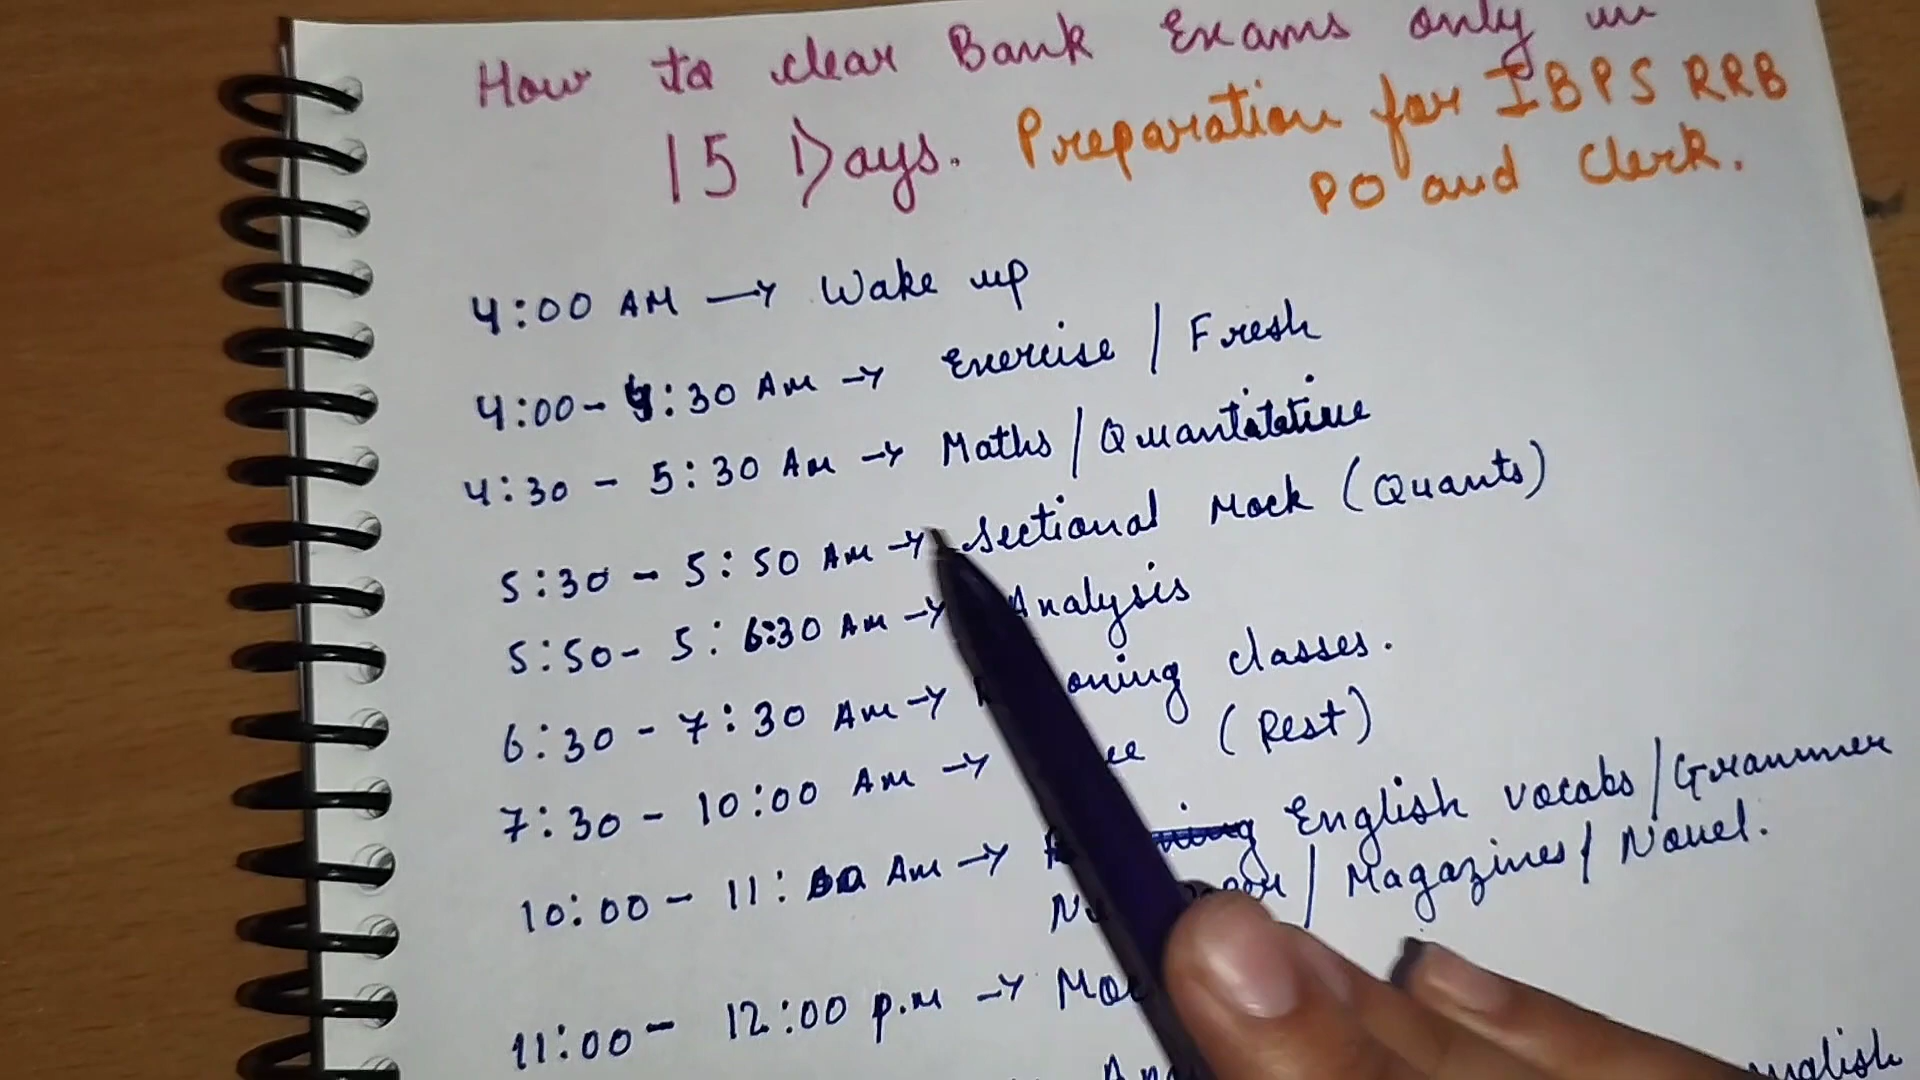 How to clear Bank Exams only in
15 Days. Preparation for IBPS RRB
PO and Clerk.
4:00 AM → Wake up
4:00 - 4:30 AM → Exercise / Fresh
4:30 - 5:30 AM → Maths / Quantitative
5:30 - 5:50 AM → Sectional Mock (Quants)
5:50 - 5: 6:30 AM → Analysis
6:30 - 7:30 AM → classes.
7:30 - 10:00 AM → (Rest)
10:00 - 11: AM → English vocabs / Grammer
/ Magazines / Novel.
11:00 - 12:00 p.m →